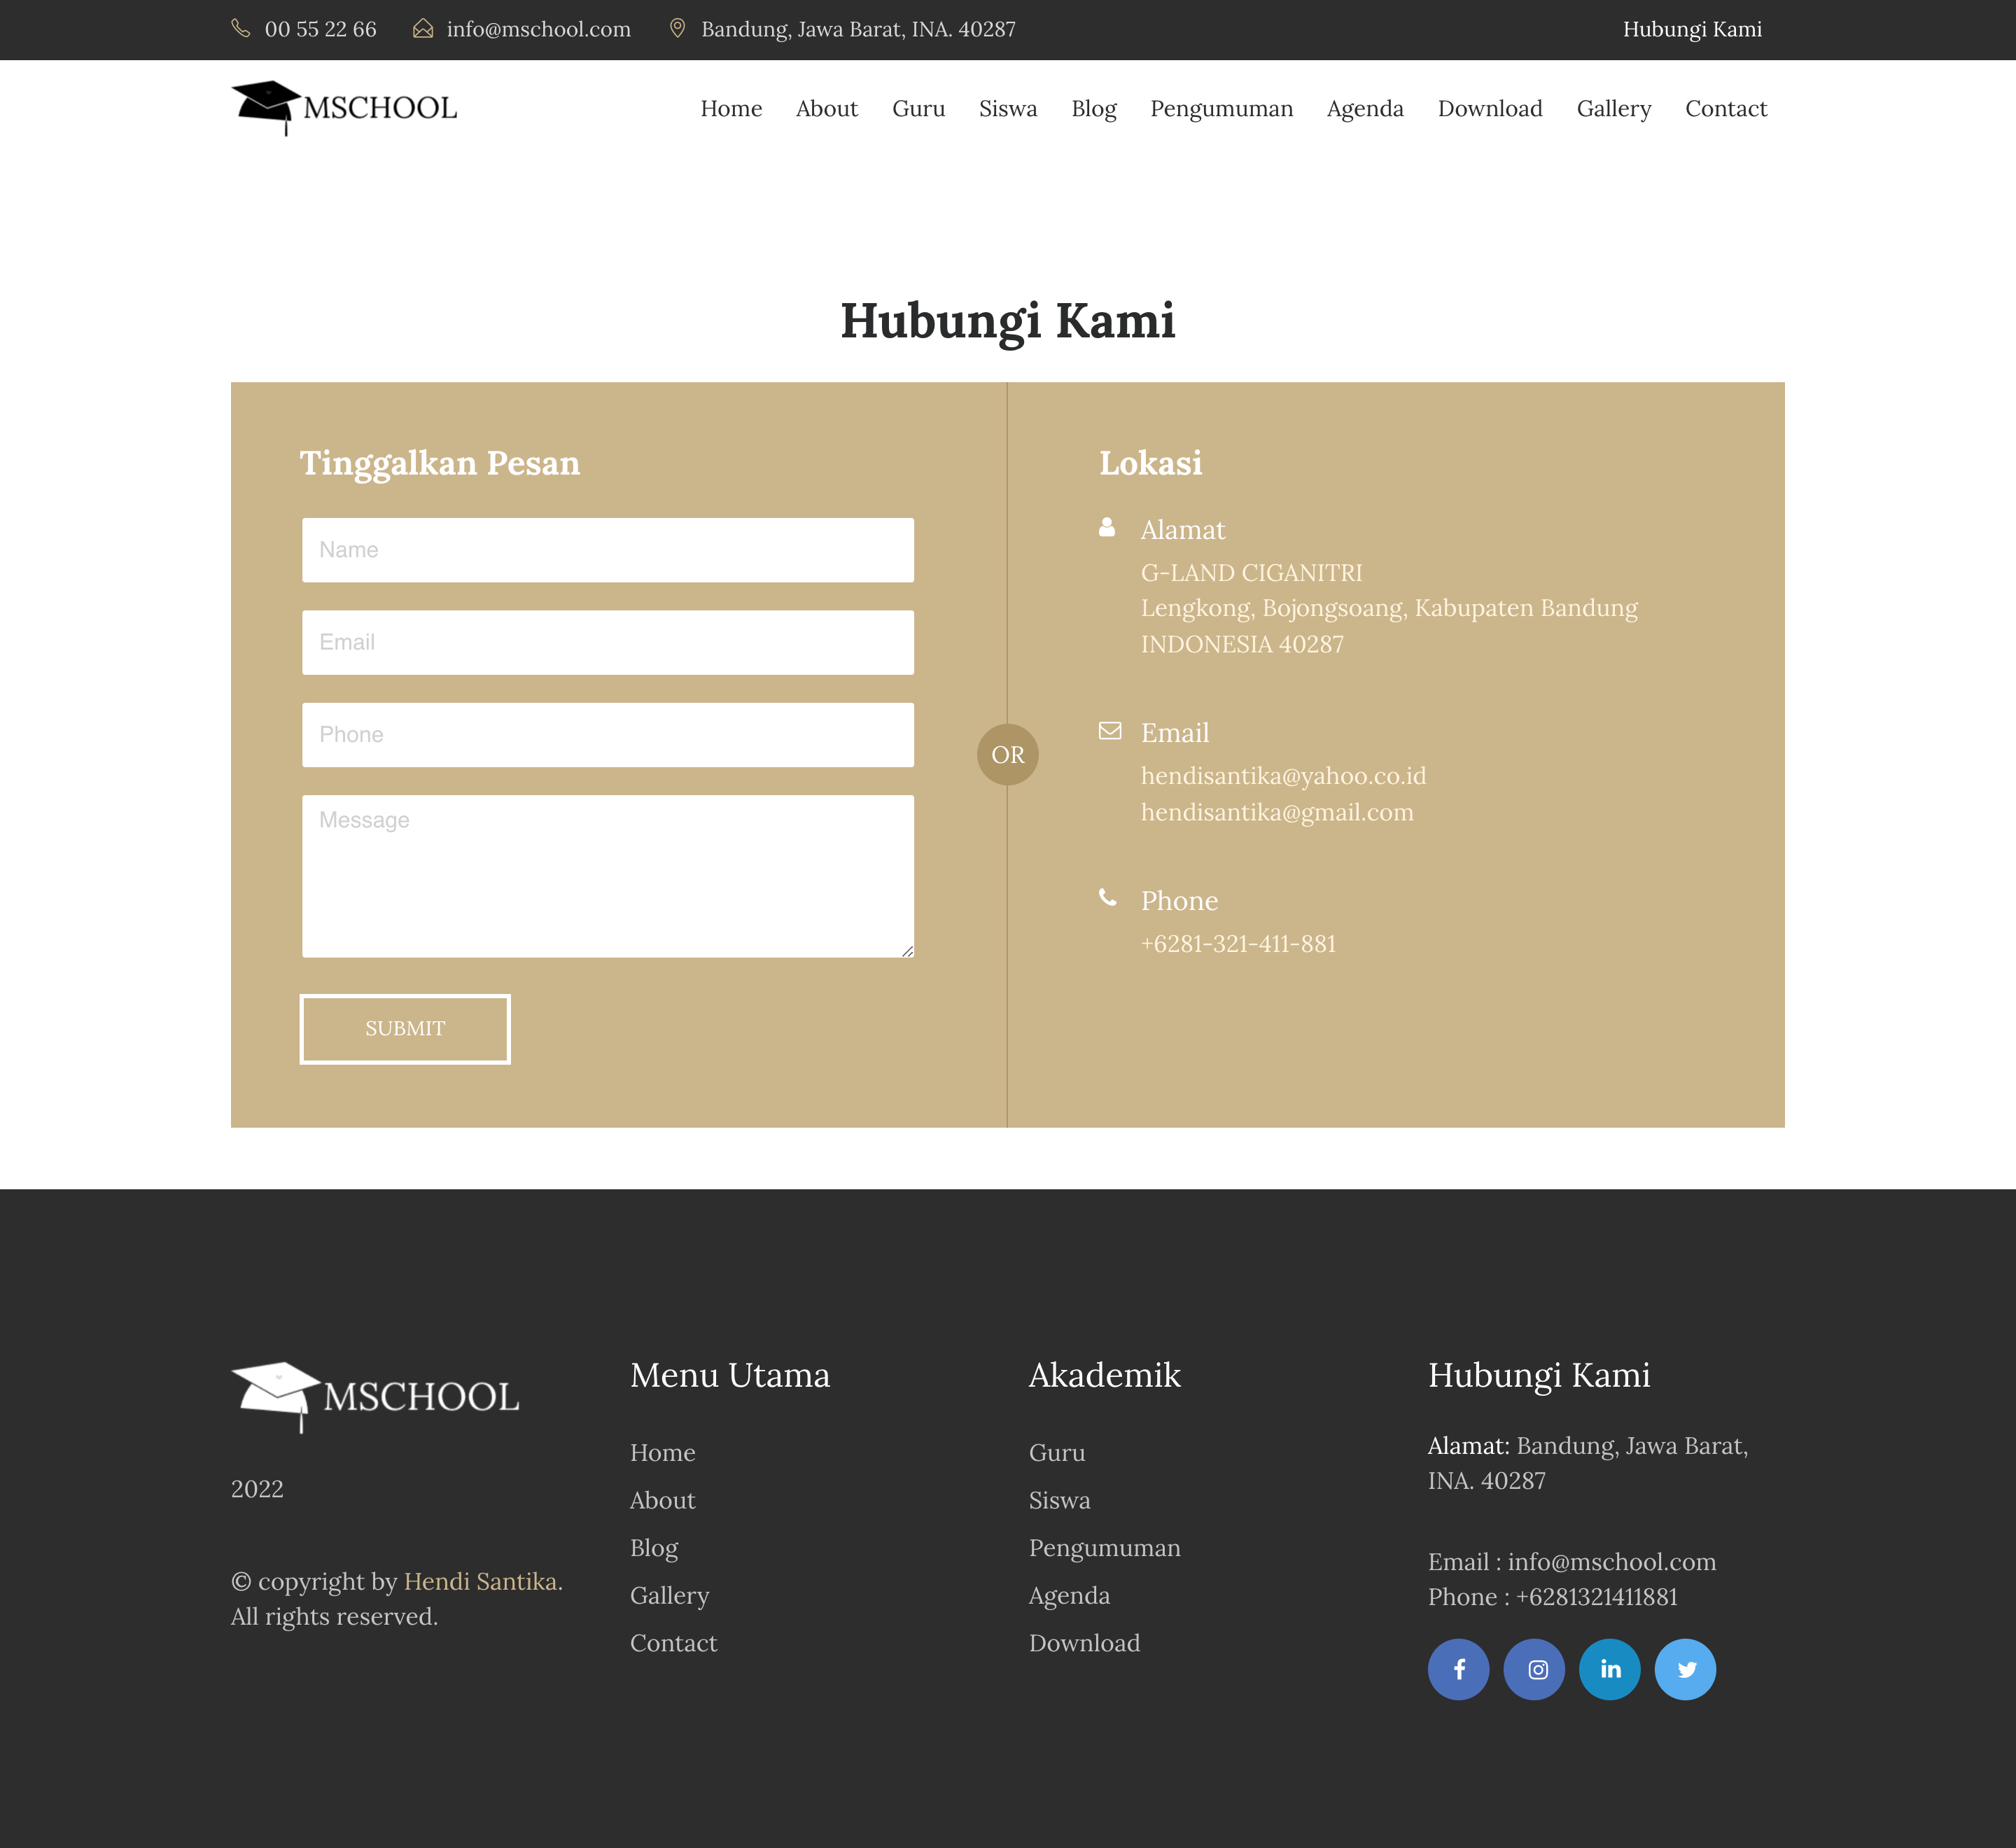 00 55 22 66 info@mschool.com Bandung, Jawa Barat, INA. 40287 Hubungi Kami
MSCHOOL Home About Guru Siswa Blog Pengumuman Agenda Download Gallery Contact
Hubungi Kami
Tinggalkan Pesan
Name
Email
Phone
Message
SUBMIT
OR
Lokasi
Alamat
G-LAND CIGANITRI
Lengkong, Bojongsoang, Kabupaten Bandung
INDONESIA 40287
Email
hendisantika@yahoo.co.id
hendisantika@gmail.com
Phone
+6281-321-411-881
MSCHOOL
2022
© copyright by Hendi Santika.
All rights reserved.
Menu Utama
Home
About
Blog
Gallery
Contact
Akademik
Guru
Siswa
Pengumuman
Agenda
Download
Hubungi Kami
Alamat: Bandung, Jawa Barat,
INA. 40287
Email : info@mschool.com
Phone : +6281321411881